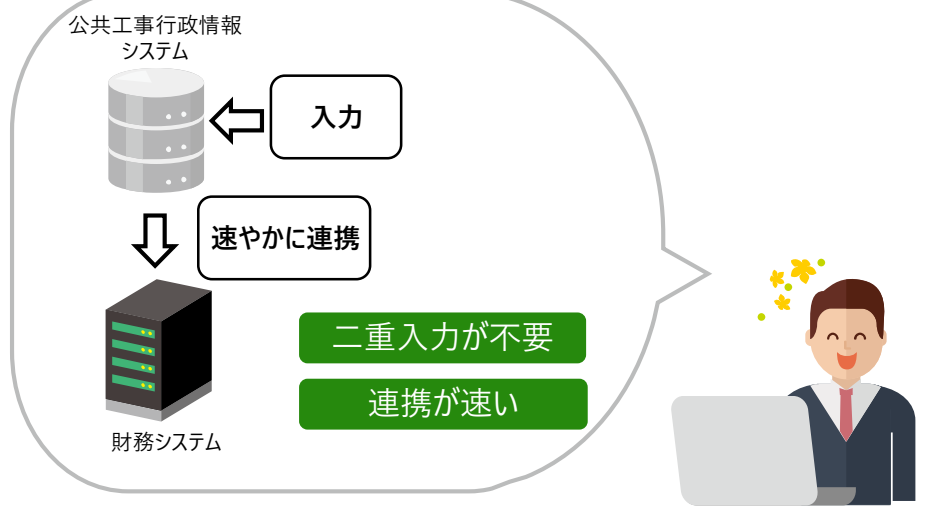 公共工事行政情報
システム
入力
速やかに連携
二重入力が不要
連携が速い
財務システム